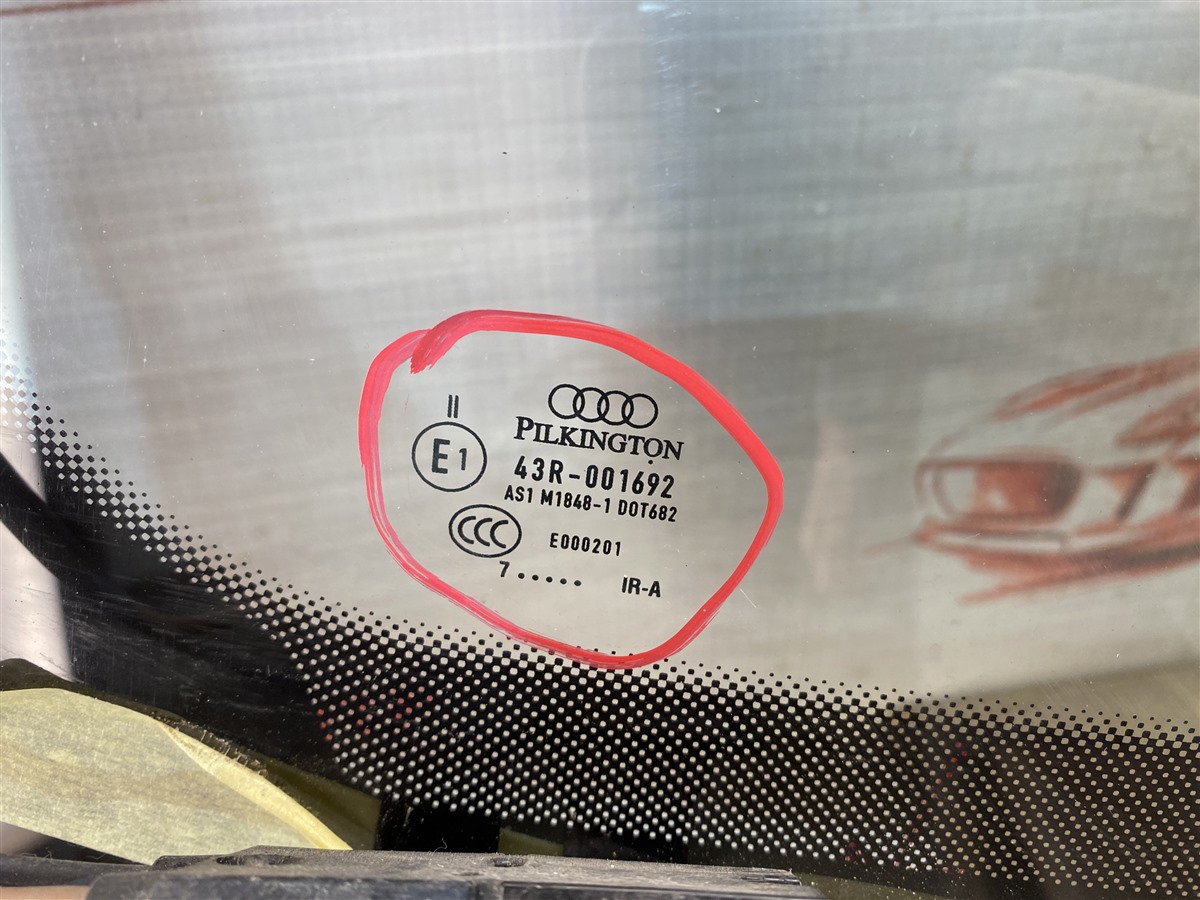 II
E1
PILKINGTON
43R-001692
AS1 M1848-1 DOT682
CCC
E000201
7..... IR-A